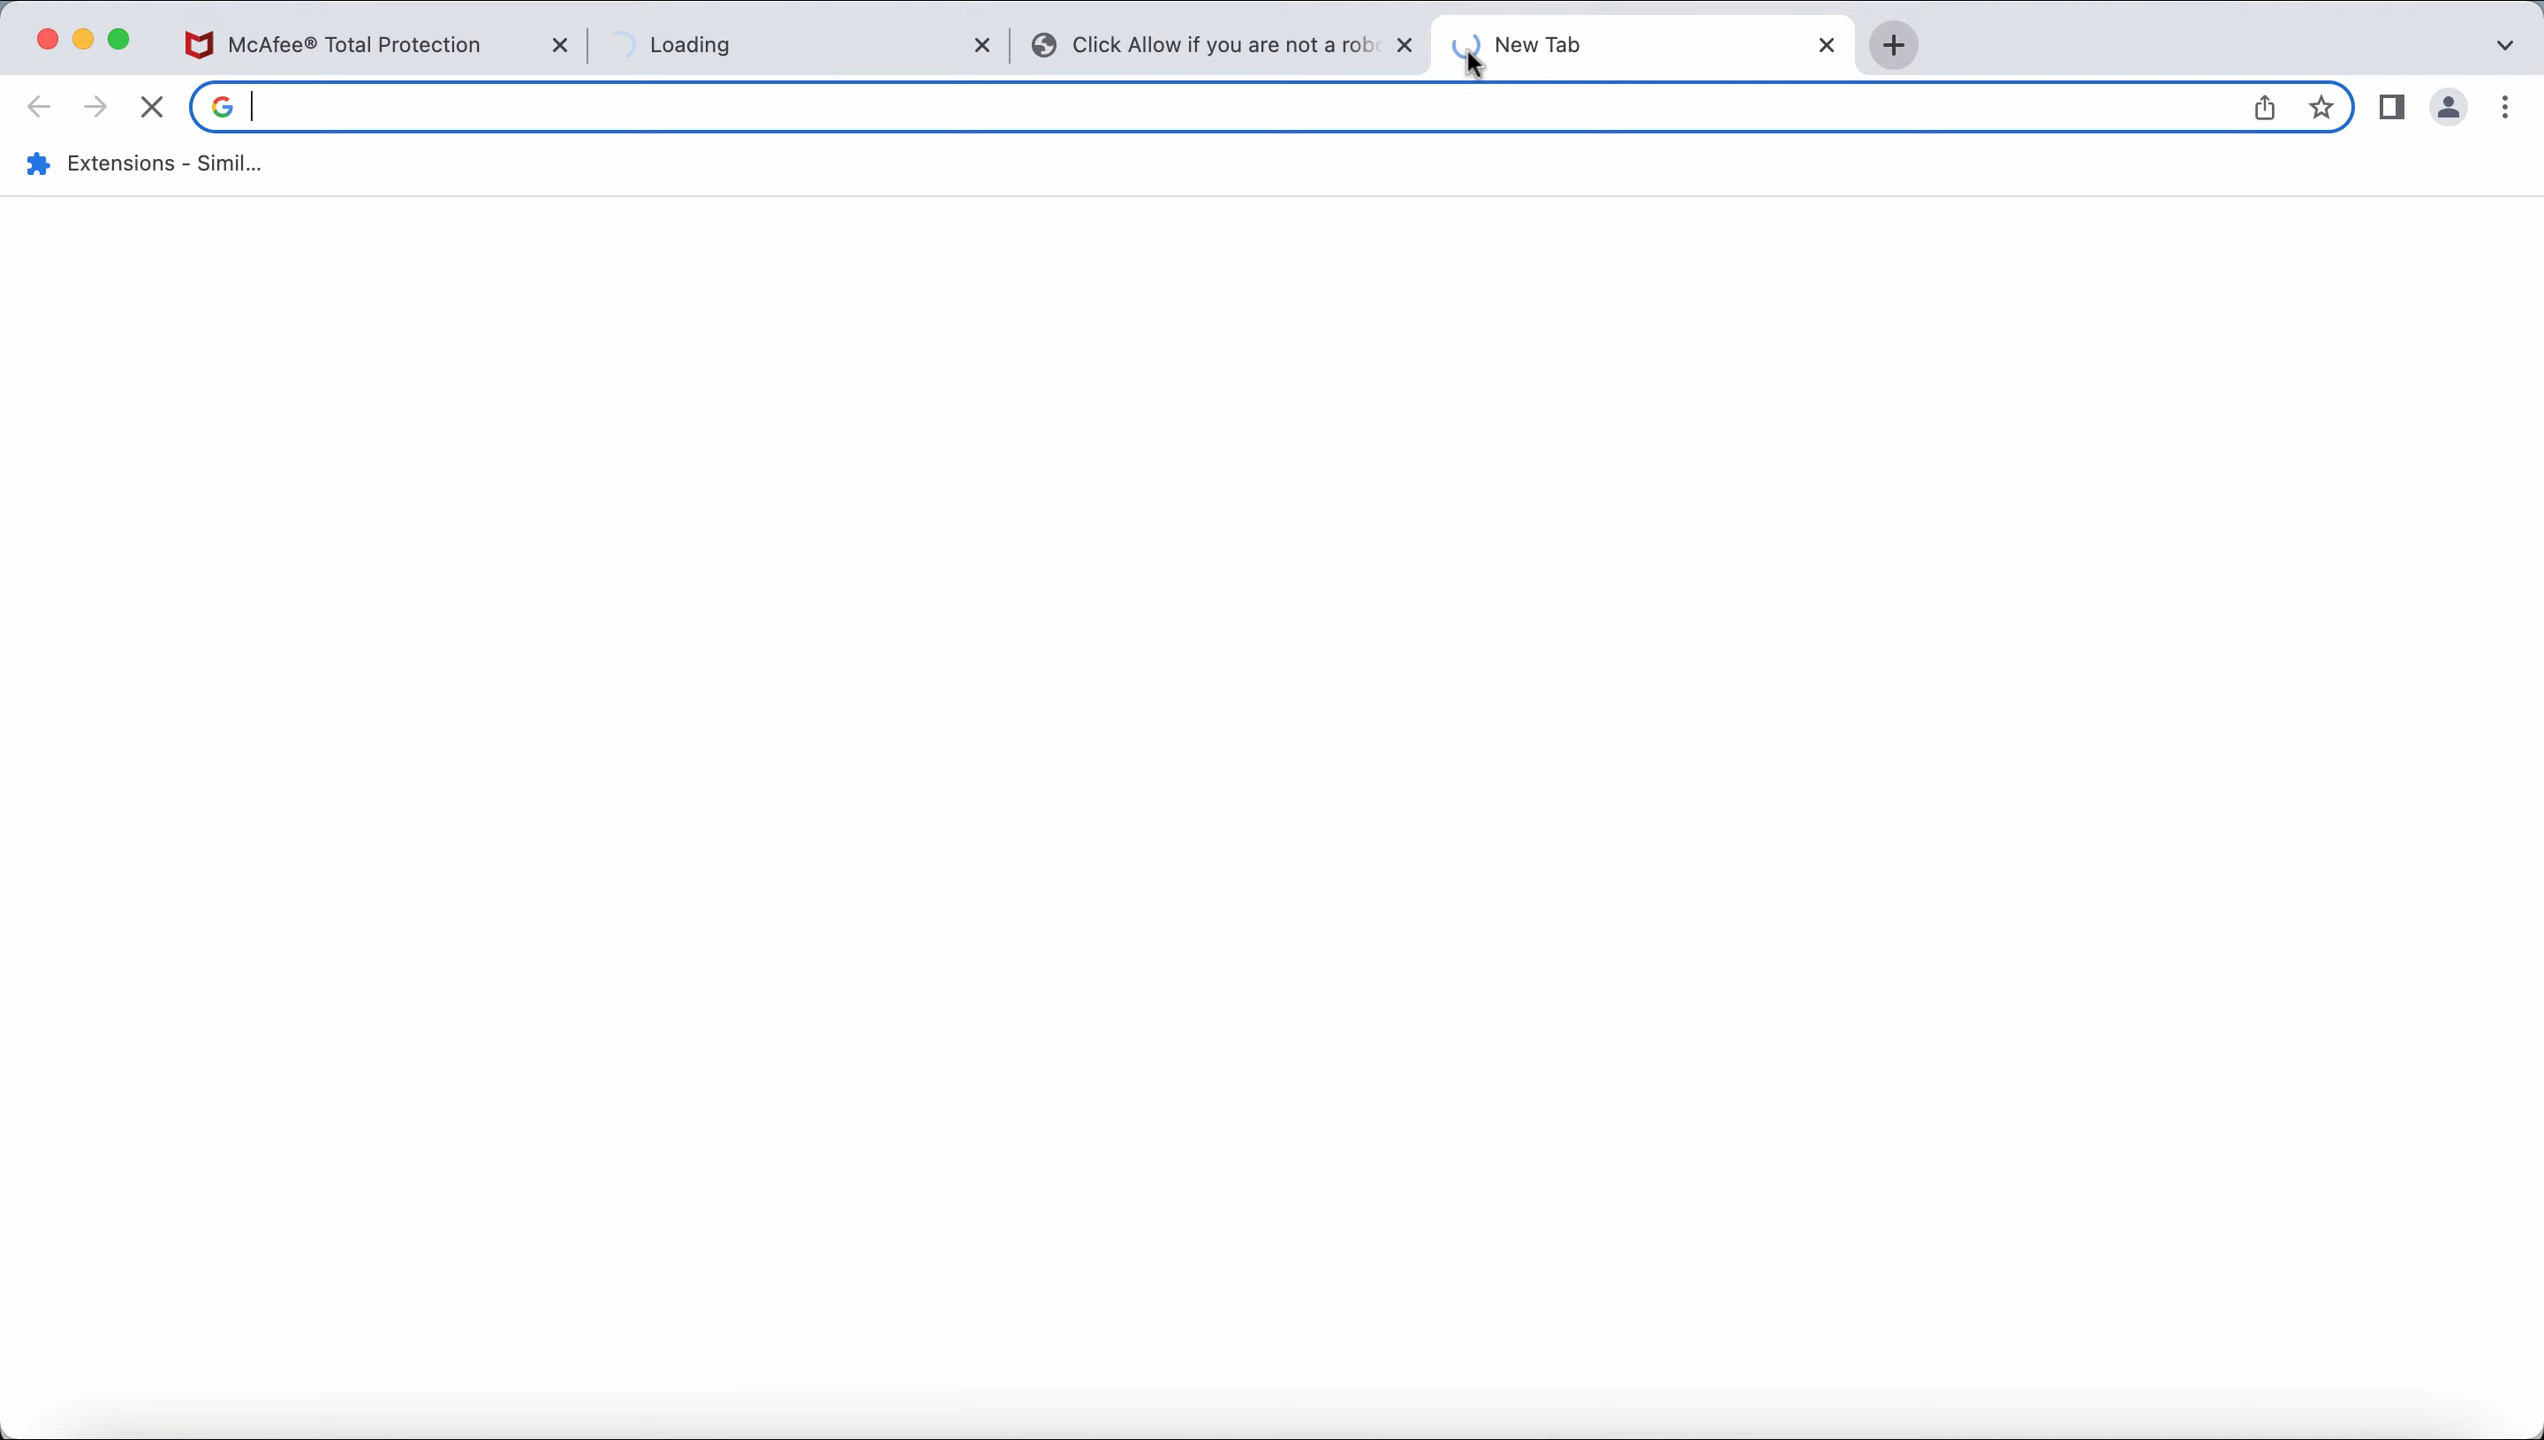 McAfee® Total Protection
Loading
Click Allow if you are not a rob
New Tab
Extensions - Simil...